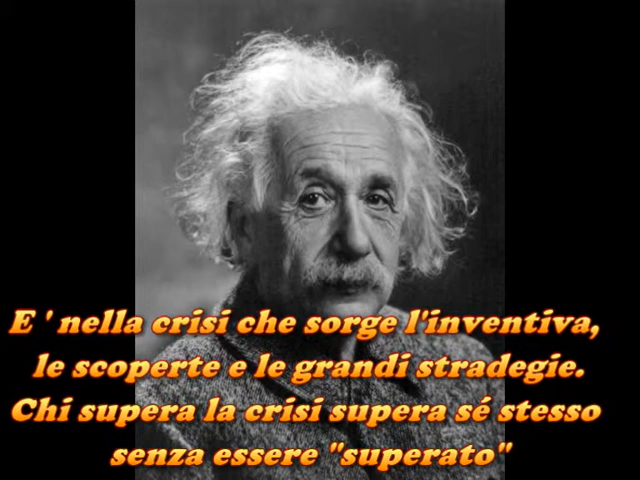 E ' nella crisi che sorge l'inventiva,
le scoperte e le grandi stradegie.
Chi supera la crisi supera sé stesso
senza essere "superato"